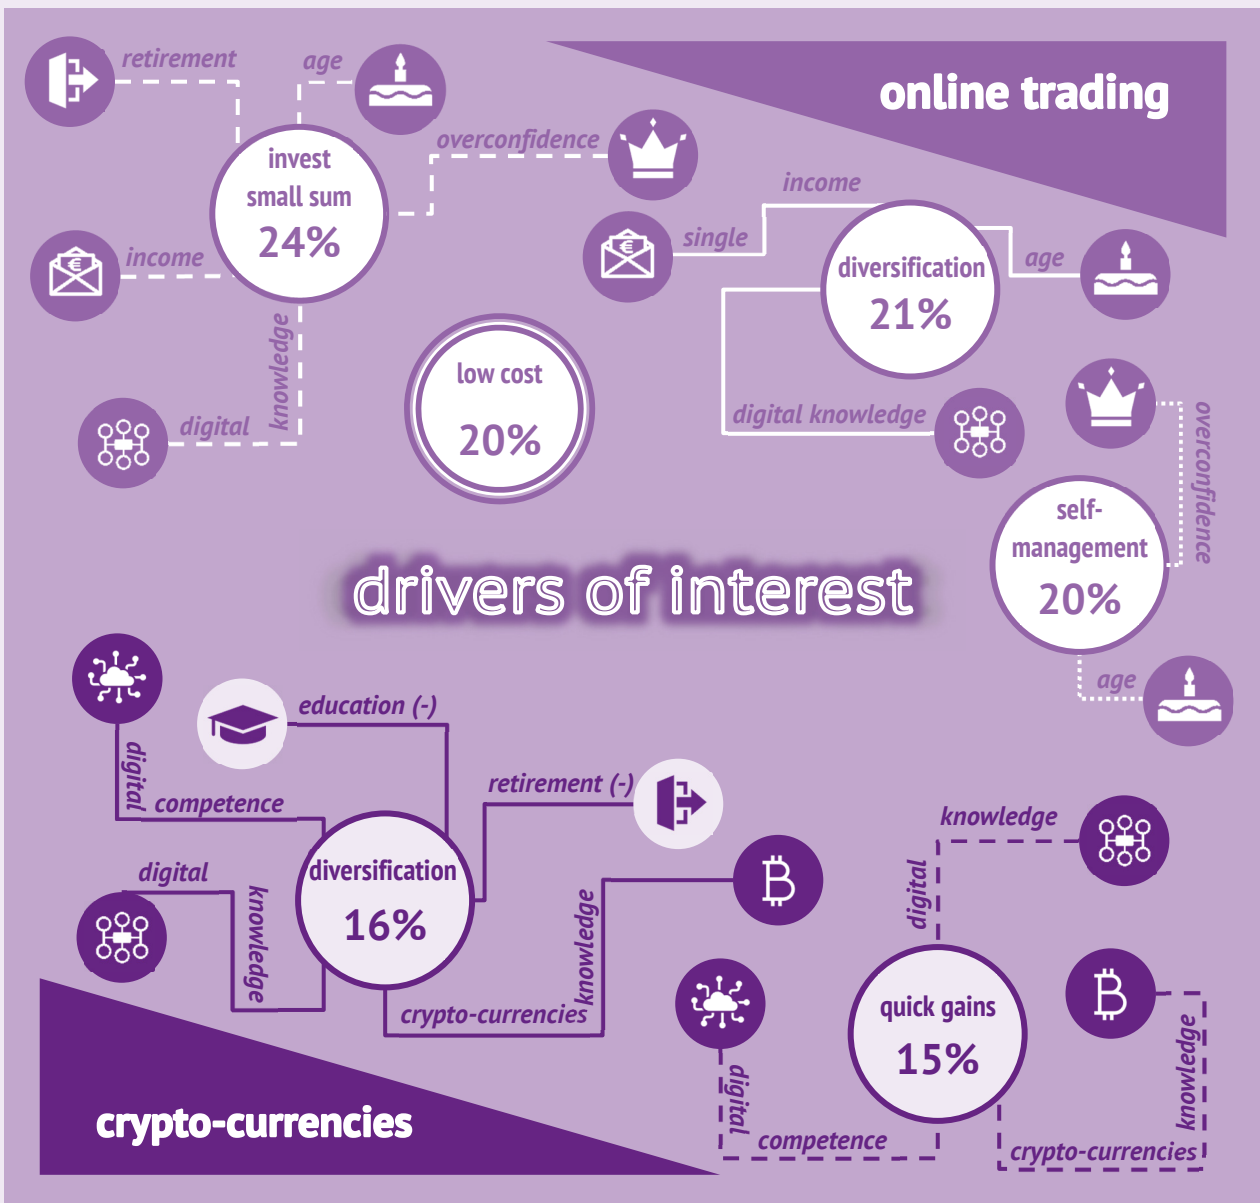 online trading
retirement
age
overconfidence
invest
small sum
24%
income
digital
knowledge
low cost
20%
income
single
diversification
21%
age
digital knowledge
overconfidence
self-
management
20%
age
drivers of interest
digital
competence
education (-)
retirement (-)
digital
knowledge
diversification
16%
crypto-currencies
knowledge
knowledge
digital
quick gains
15%
digital
competence
crypto-currencies
knowledge
crypto-currencies
€
€